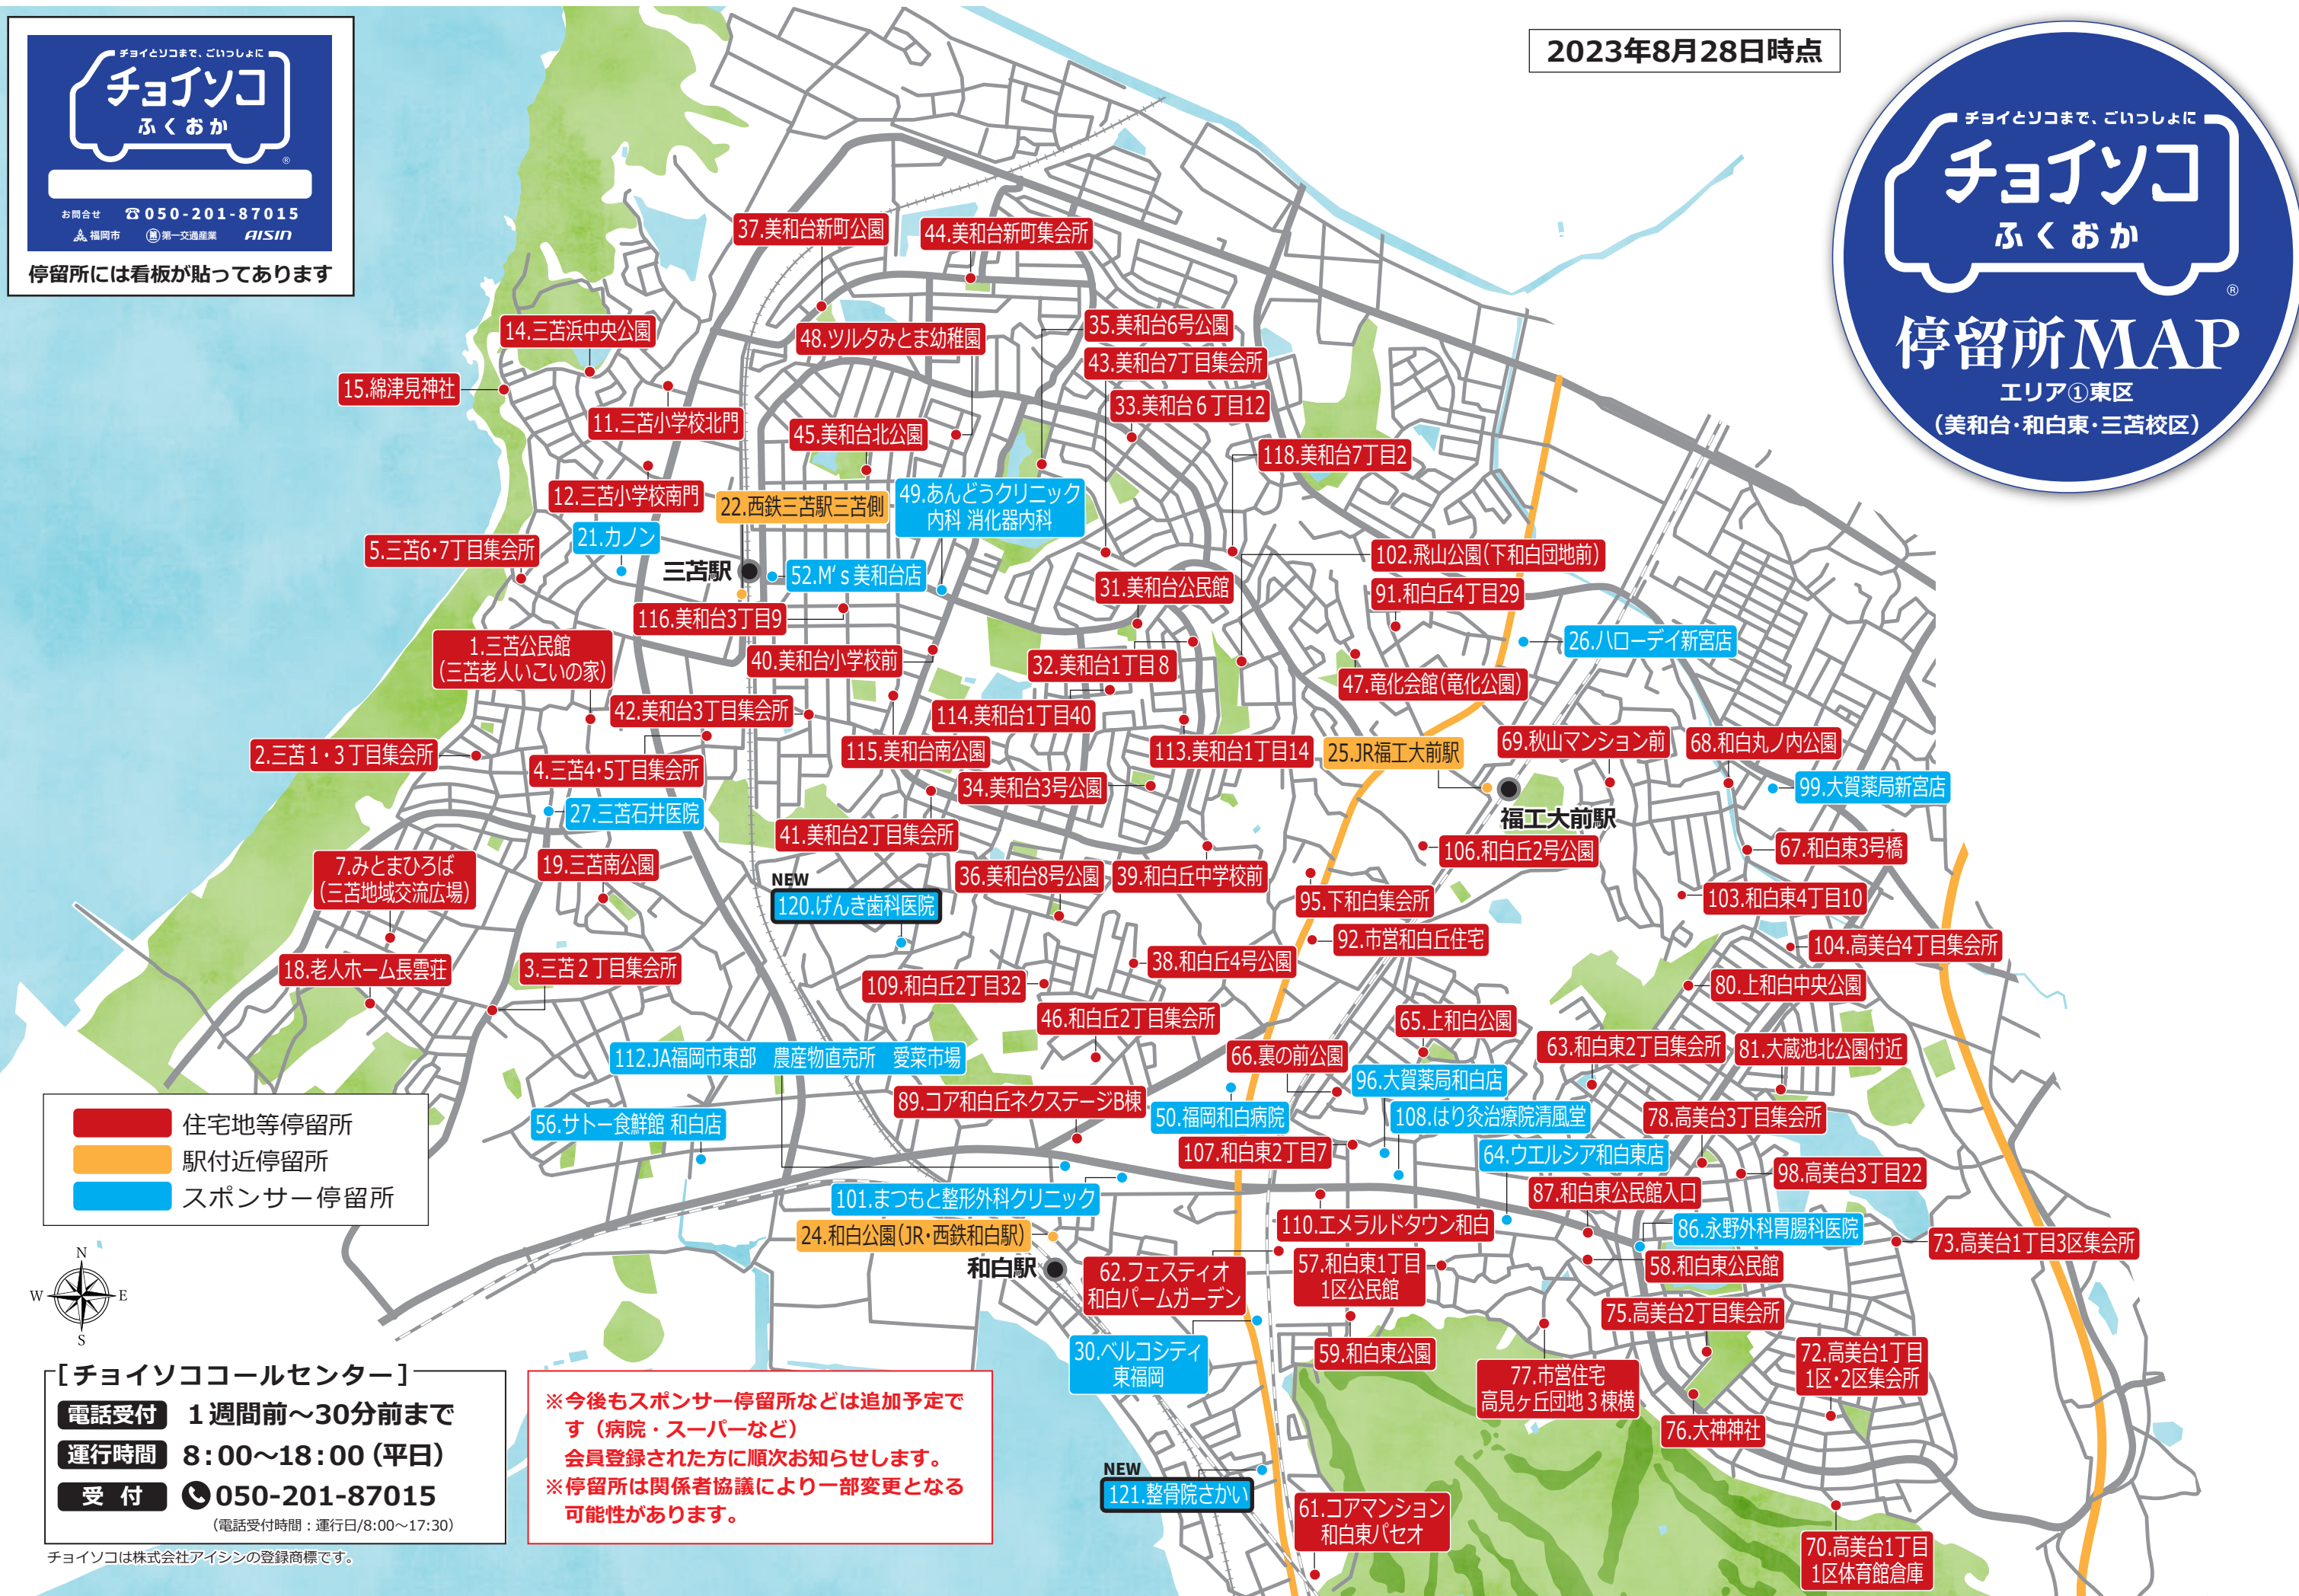 チョイとソコまで、ごいっしょに
チョイソコ
ふくおか
®
お問合せ ☎050-201-87015
福岡市 第一交通産業 AISIN
停留所には看板が貼ってあります
2023年8月28日時点
チョイとソコまで、ごいっしょに
チョイソコ
ふくおか
®
停留所MAP
エリア①東区
(美和台・和白東・三苫校区)
37.美和台新町公園
44.美和台新町集会所
14.三苫浜中央公園
48.ツルタみとま幼稚園
35.美和台6号公園
43.美和台7丁目集会所
15.綿津見神社
33.美和台6丁目12
11.三苫小学校北門
45.美和台北公園
118.美和台7丁目2
12.三苫小学校南門
22.西鉄三苫駅三苫側
49.あんどうクリニック
内科 消化器内科
21.カノン
5.三苫6・7丁目集会所
102.飛山公園(下和白団地前)
三苫駅
52.M's美和台店
31.美和台公民館
91.和白丘4丁目29
116.美和台3丁目9
26.ハローデイ新宮店
1.三苫公民館
(三苫老人いこいの家)
40.美和台小学校前
32.美和台1丁目8
47.竜化会館(竜化公園)
42.美和台3丁目集会所
114.美和台1丁目40
2.三苫1・3丁目集会所
4.三苫4・5丁目集会所
115.美和台南公園
113.美和台1丁目14
25.JR福工大前駅
69.秋山マンション前
68.和白丸ノ内公園
34.美和台3号公園
99.大賀薬局新宮店
27.三苫石井医院
福工大前駅
41.美和台2丁目集会所
106.和白丘2号公園
67.和白東3号橋
7.みとまひろば
(三苫地域交流広場)
19.三苫南公園
36.美和台8号公園
39.和白丘中学校前
NEW
120.げんき歯科医院
95.下和白集会所
103.和白東4丁目10
92.市営和白丘住宅
104.高美台4丁目集会所
18.老人ホーム長雲荘
3.三苫2丁目集会所
38.和白丘4号公園
109.和白丘2丁目32
80.上和白中央公園
46.和白丘2丁目集会所
65.上和白公園
112.JA福岡市東部 農産物直売所 愛菜市場
66.裏の前公園
63.和白東2丁目集会所
81.大蔵池北公園付近
96.大賀薬局和白店
89.コア和白丘ネクステージB棟
50.福岡和白病院
108.はり灸治療院清風堂
78.高美台3丁目集会所
56.サトー食鮮館 和白店
107.和白東2丁目7
64.ウエルシア和白東店
98.高美台3丁目22
101.まつもと整形外科クリニック
87.和白東公民館入口
24.和白公園(JR・西鉄和白駅)
110.エメラルドタウン和白
86.永野外科胃腸科医院
73.高美台1丁目3区集会所
和白駅
62.フェスティオ
和白パームガーデン
57.和白東1丁目
1区公民館
58.和白東公民館
75.高美台2丁目集会所
30.ベルコシティ
東福岡
59.和白東公園
77.市営住宅
高見ヶ丘団地3棟横
72.高美台1丁目
1区・2区集会所
76.大神神社
NEW
121.整骨院さかい
61.コアマンション
和白東パセオ
70.高美台1丁目
1区体育館倉庫
住宅地等停留所
駅付近停留所
スポンサー停留所
N
W E
S
[チョイソココールセンター]
電話受付 1週間前〜30分前まで
運行時間 8:00〜18:00(平日)
受付 050-201-87015
(電話受付時間:運行日/8:00〜17:30)
チョイソコは株式会社アイシンの登録商標です。
※今後もスポンサー停留所などは追加予定で
す(病院・スーパーなど)
会員登録された方に順次お知らせします。
※停留所は関係者協議により一部変更となる
可能性があります。